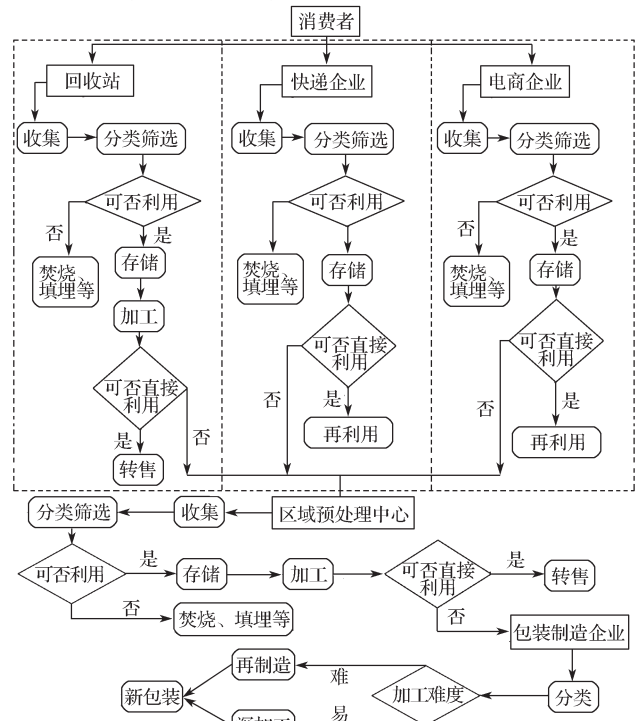 消费者
回收站
快递企业
电商企业
收集
分类筛选
收集
分类筛选
收集
分类筛选
可否利用
可否利用
可否利用
否
是
否
是
焚烧、
填埋等
存储
焚烧、
填埋等
存储
焚烧、
填埋等
存储
加工
可否直接
利用
可否直接
利用
可否直接
利用
否
是
否
是
是
否
再利用
再利用
转售
分类筛选
收集
区域预处理中心
可否利用
是
存储
加工
可否直接
利用
是
转售
否
焚烧、填埋等
否
包装制造企业
再制造
难
新包装
加工难度
分类
易